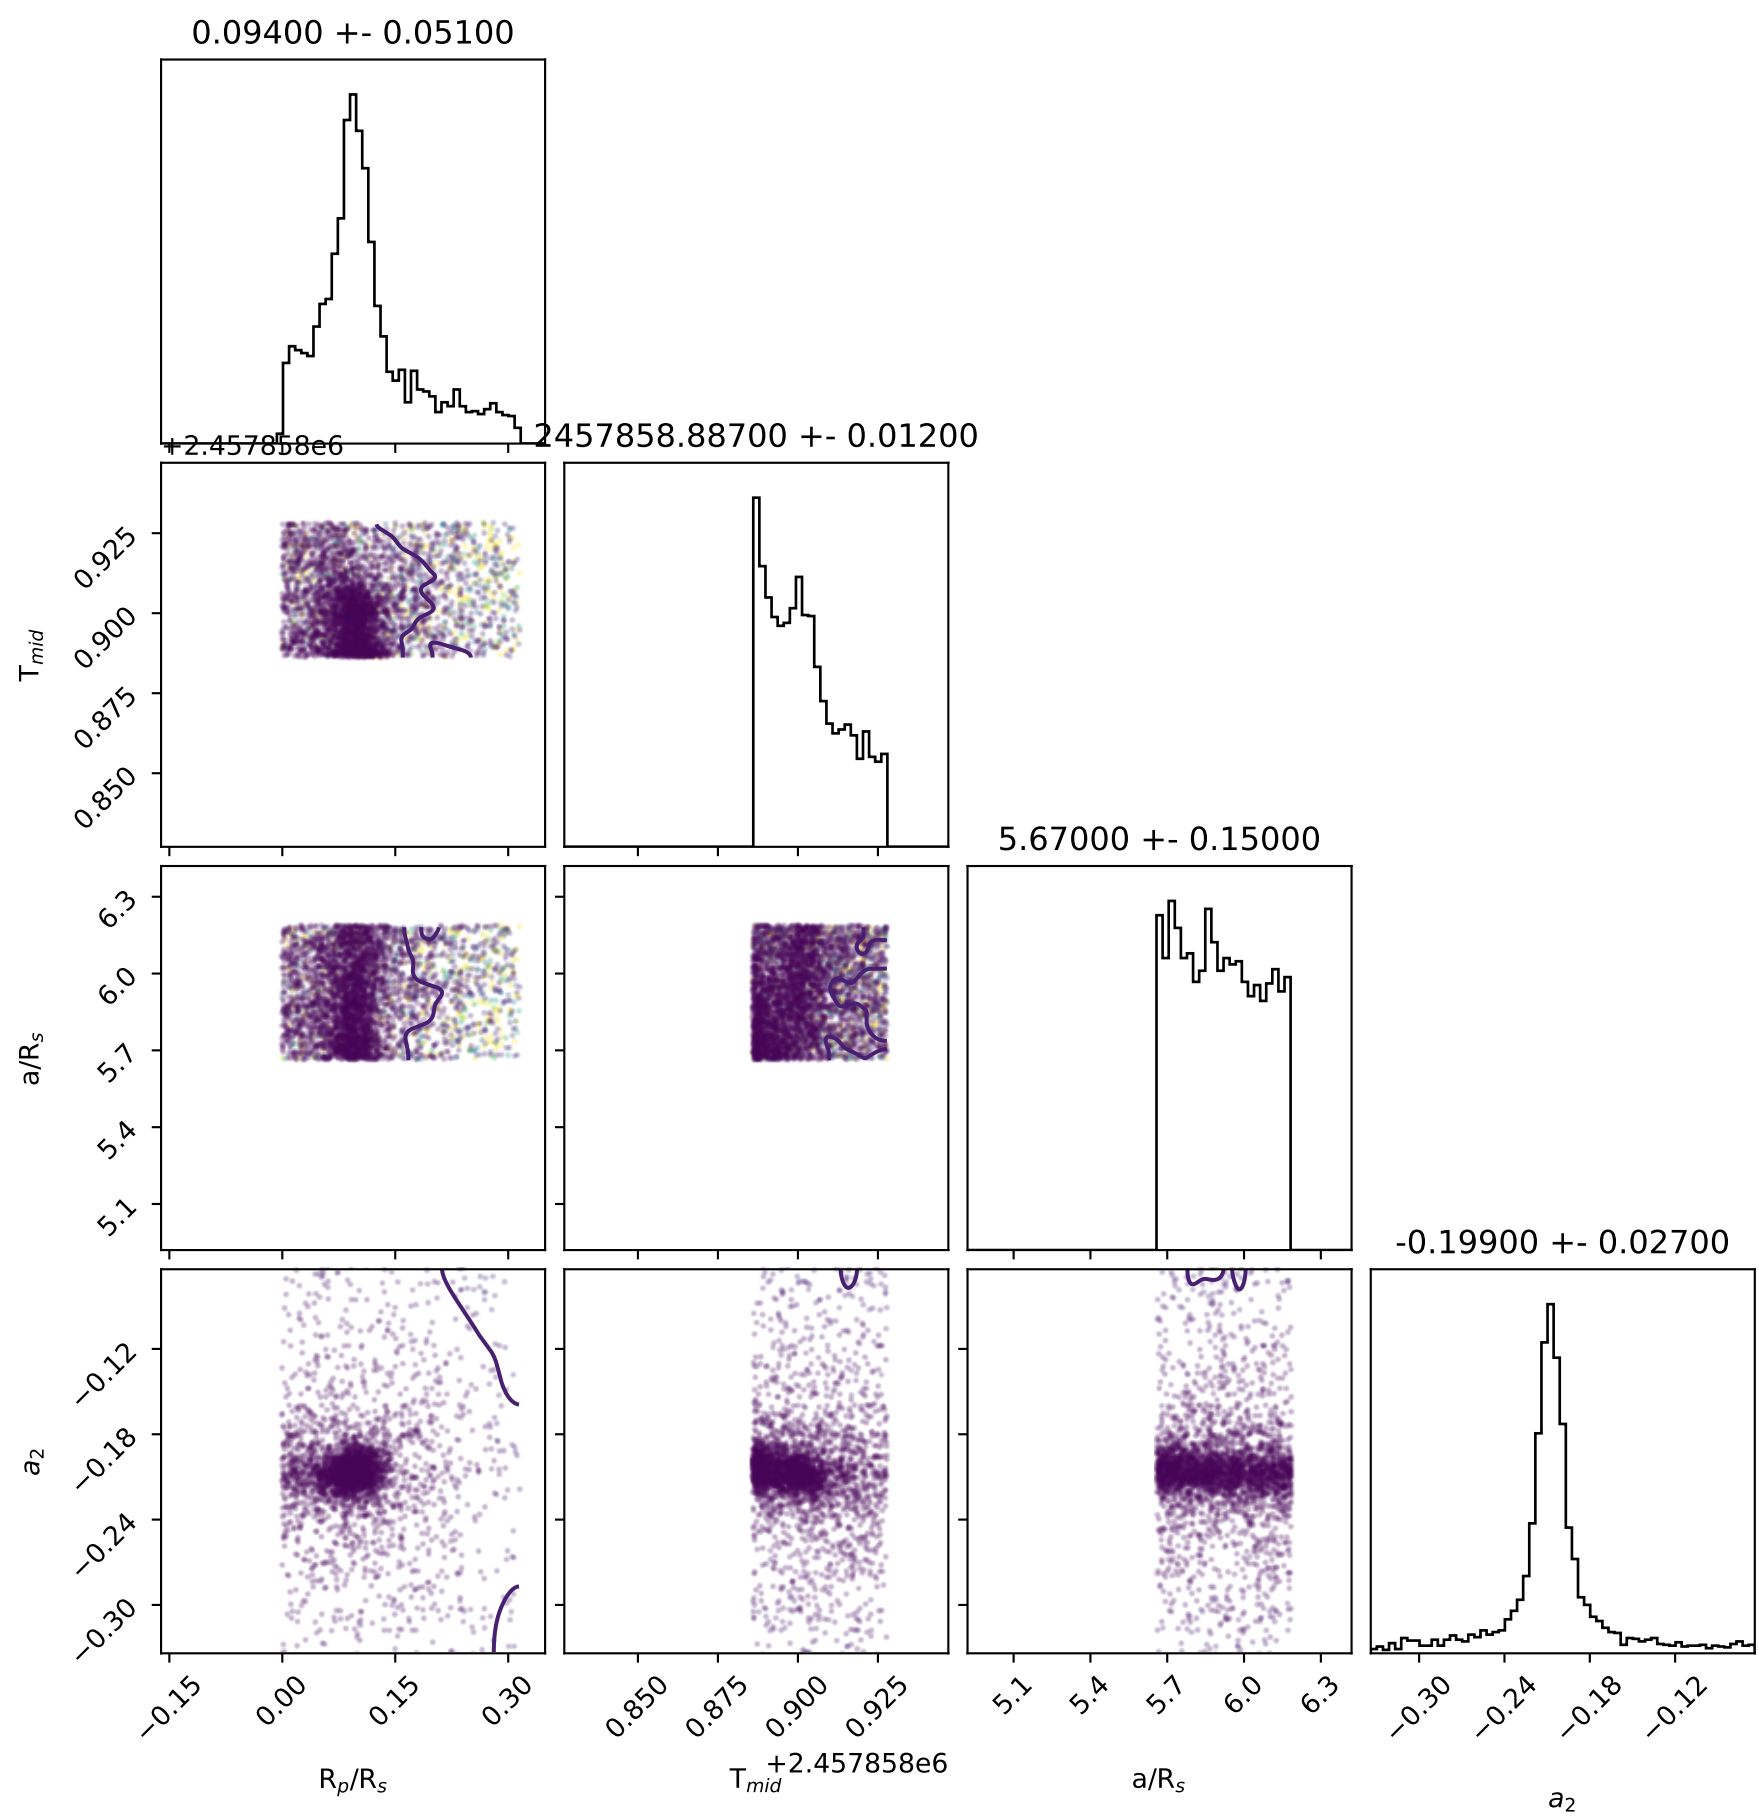 0.09400 +- 0.05100
+2.457858e6
2457858.88700 +- 0.01200
0.925
0.900
0.875
0.850
T_mid
5.67000 +- 0.15000
6.3
6.0
5.7
5.4
5.1
a/R_s
-0.19900 +- 0.02700
−0.12
−0.18
−0.24
−0.30
a_2
−0.15 0.00 0.15 0.30
0.850 0.875 0.900 0.925
5.1 5.4 5.7 6.0 6.3
−0.30 −0.24 −0.18 −0.12
+2.457858e6
R_p/R_s
T_mid
a/R_s
a_2